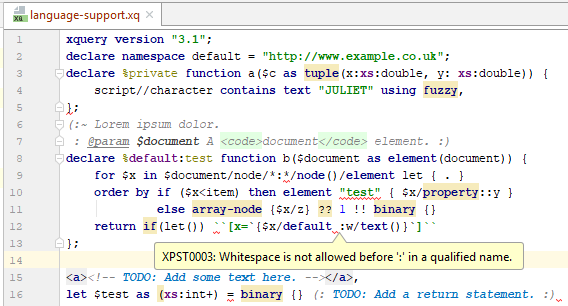 language-support.xq
1 xquery version "3.1";
2 declare namespace default = "http://www.example.co.uk";
3 declare %private function a($c as tuple(x:xs:double, y: xs:double)) {
4 script//character contains text "JULIET" using fuzzy,
5 };
6 (:~ Lorem ipsum dolor.
7 : @param $document A <code>document</code> element. :)
8 declare %default:test function b($document as element(document)) {
9 for $x in $document/node/*:*/node()/element let { . }
10 order by if ($x<item) then element "test" { $x/property::y }
11 else array-node {$x/z} ?? 1 !! binary {}
12 return if(let()) ``[x=`{$x/default :w/text()}`]``
13 };
XPST0003: Whitespace is not allowed before ':' in a qualified name.
14
15 <a><!-- TODO: Add some text here. --></a>,
16 let $test as (xs:int+) = binary {} (: TODO: Add a return statement. :)